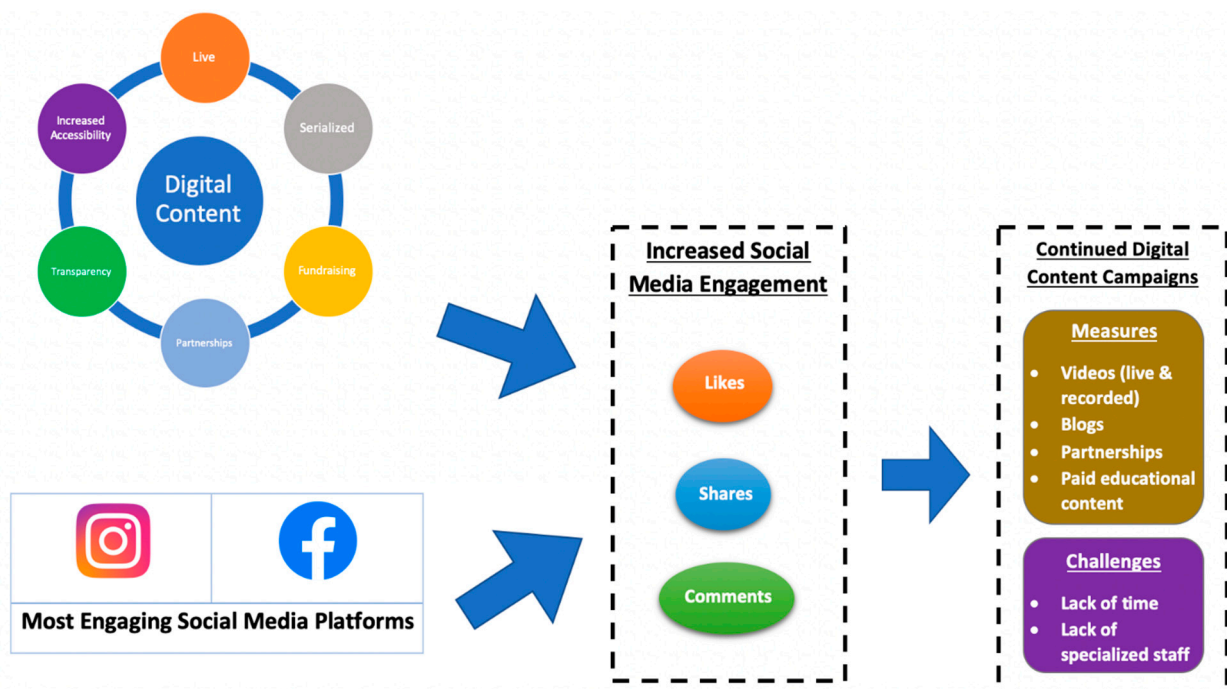 Live
Serialized
Fundraising
Partnerships
Transparency
Increased
Accessibility
Digital
Content
Most Engaging Social Media Platforms
Increased Social
Media Engagement
Likes
Shares
Comments
Continued Digital
Content Campaigns
Measures
• Videos (live &
recorded)
• Blogs
• Partnerships
• Paid educational
content
Challenges
• Lack of time
• Lack of
specialized staff